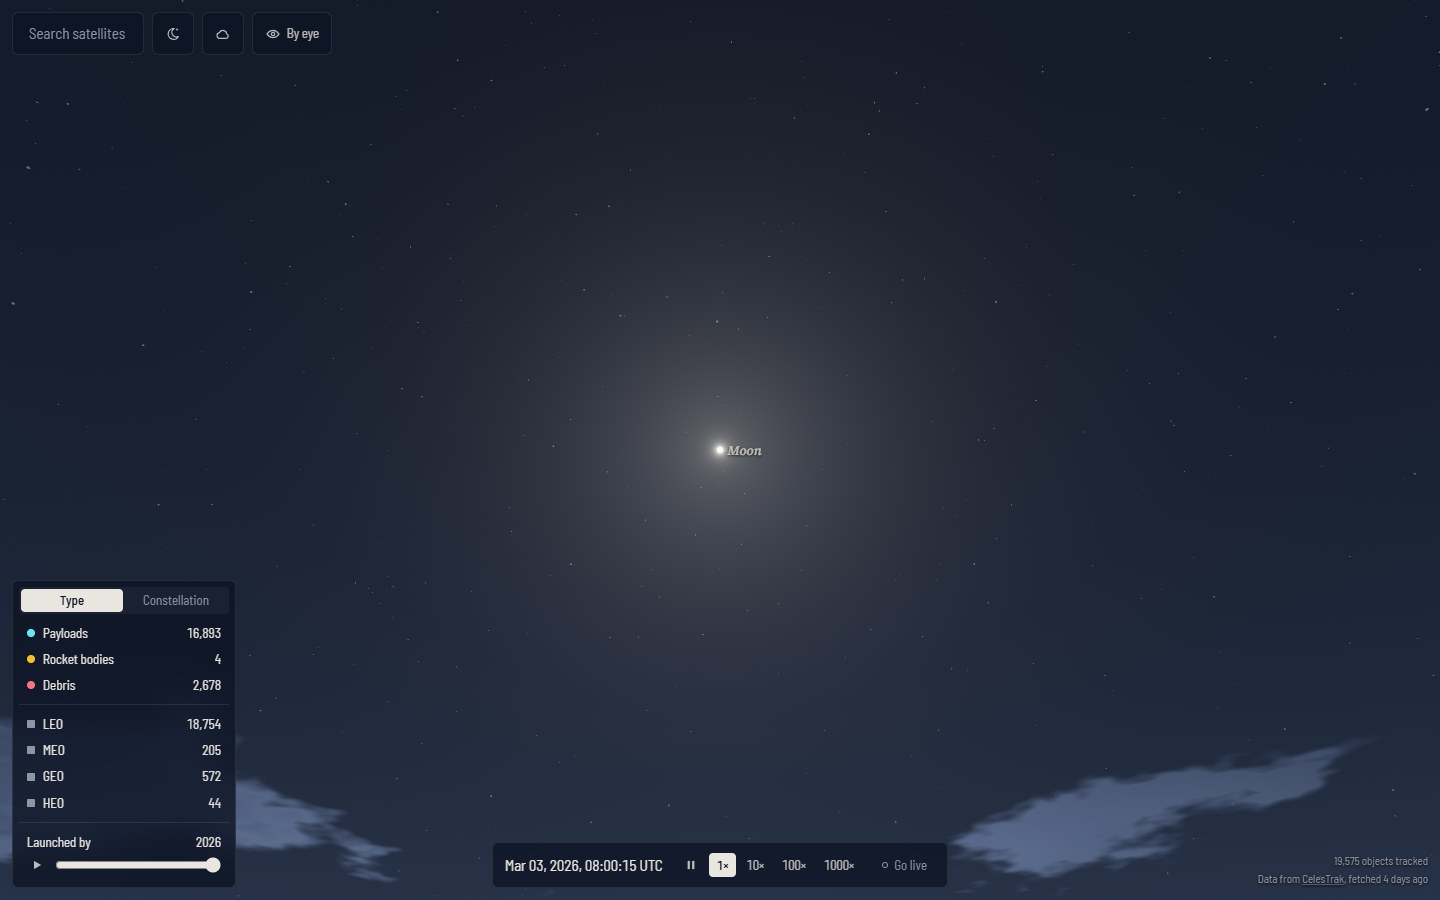 Search satellites
By eye
Moon
Type Constellation
Payloads 16,893
Rocket bodies 4
Debris 2,678
LEO 18,754
MEO 205
GEO 572
HEO 44
Launched by 2026
Mar 03, 2026, 08:00:15 UTC 1× 10× 100× 1000× Go live
19,575 objects tracked
Data from CelesTrak, fetched 4 days ago